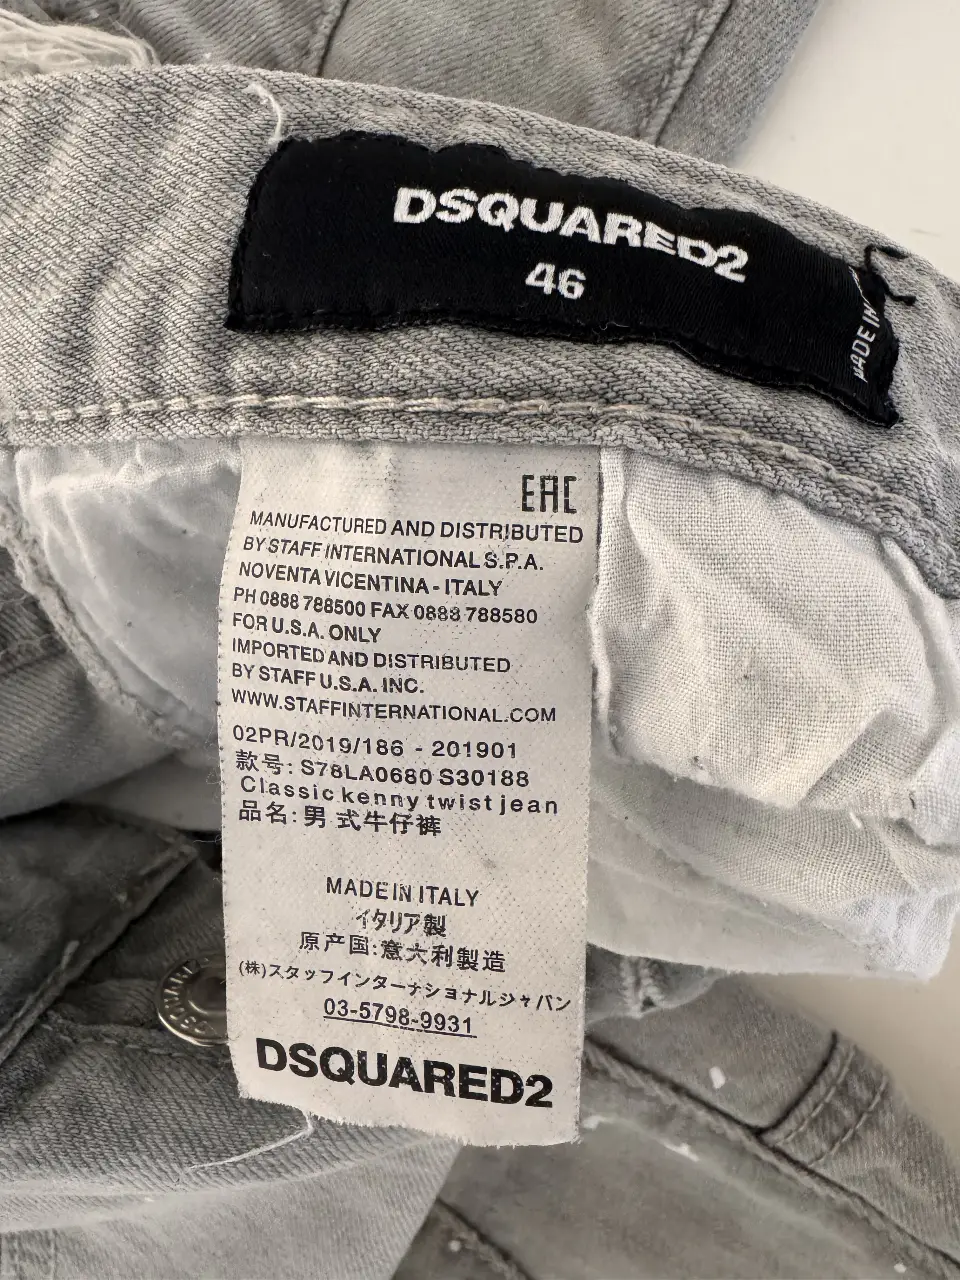 DSQUARED2
46
MADE IN
EAC
MANUFACTURED AND DISTRIBUTED
BY STAFF INTERNATIONAL S.P.A.
NOVENTA VICENTINA - ITALY
PH 0888 788500 FAX 0888 788580
FOR U.S.A. ONLY
IMPORTED AND DISTRIBUTED
BY STAFF U.S.A. INC.
WWW.STAFFINTERNATIONAL.COM
02PR/2019/186 - 201901
款号: S78LA0680 S30188
Classic kenny twist jean
品名: 男 式牛仔裤
MADE IN ITALY
イタリア製
原产国:意大利製造
(株)スタッフインターナショナルジャパン
03-5798-9931
DSQUARED2